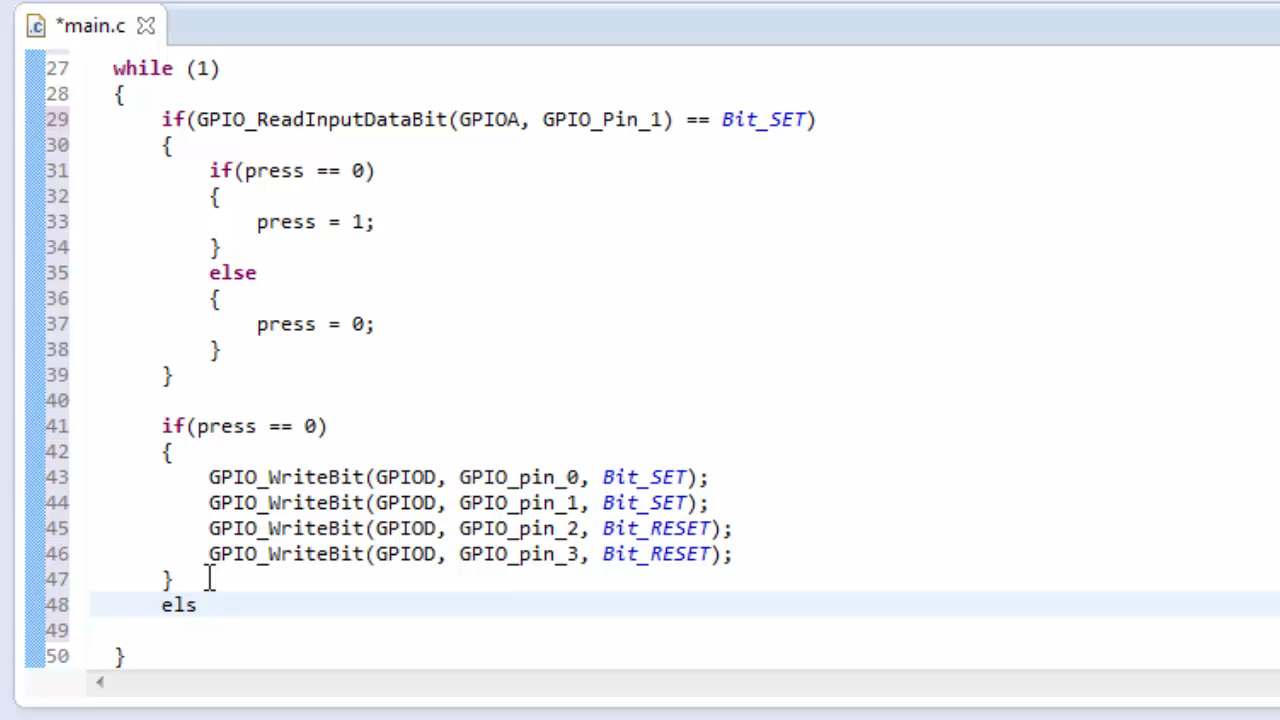 *main.c
27 while (1)
28 {
29 if(GPIO_ReadInputDataBit(GPIOA, GPIO_Pin_1) == Bit_SET)
30 {
31 if(press == 0)
32 {
33 press = 1;
34 }
35 else
36 {
37 press = 0;
38 }
39 }
40
41 if(press == 0)
42 {
43 GPIO_WriteBit(GPIOD, GPIO_pin_0, Bit_SET);
44 GPIO_WriteBit(GPIOD, GPIO_pin_1, Bit_SET);
45 GPIO_WriteBit(GPIOD, GPIO_pin_2, Bit_RESET);
46 GPIO_WriteBit(GPIOD, GPIO_pin_3, Bit_RESET);
47 }
48 els
49
50 }